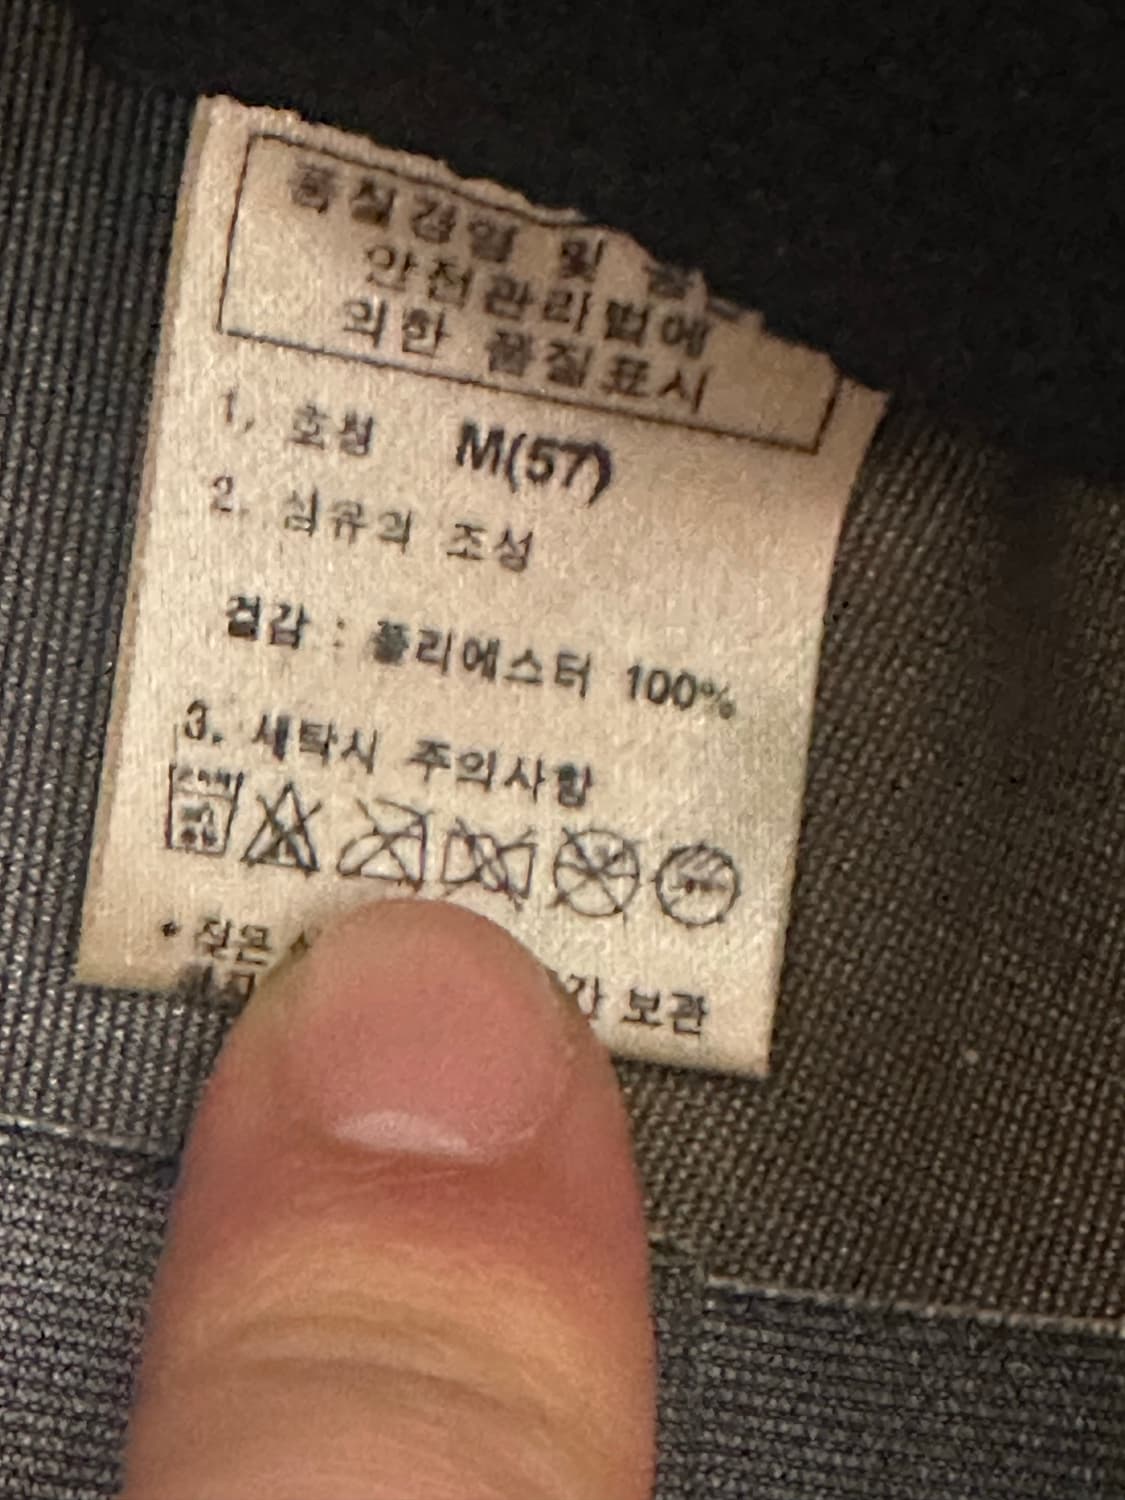 품질경영 및 공
안전관리법에
의한 품질표시
1. 호칭 M(57)
2. 섬유의 조성
겉감 : 폴리에스터 100%
3. 세탁시 주의사항
* 젖은
보관